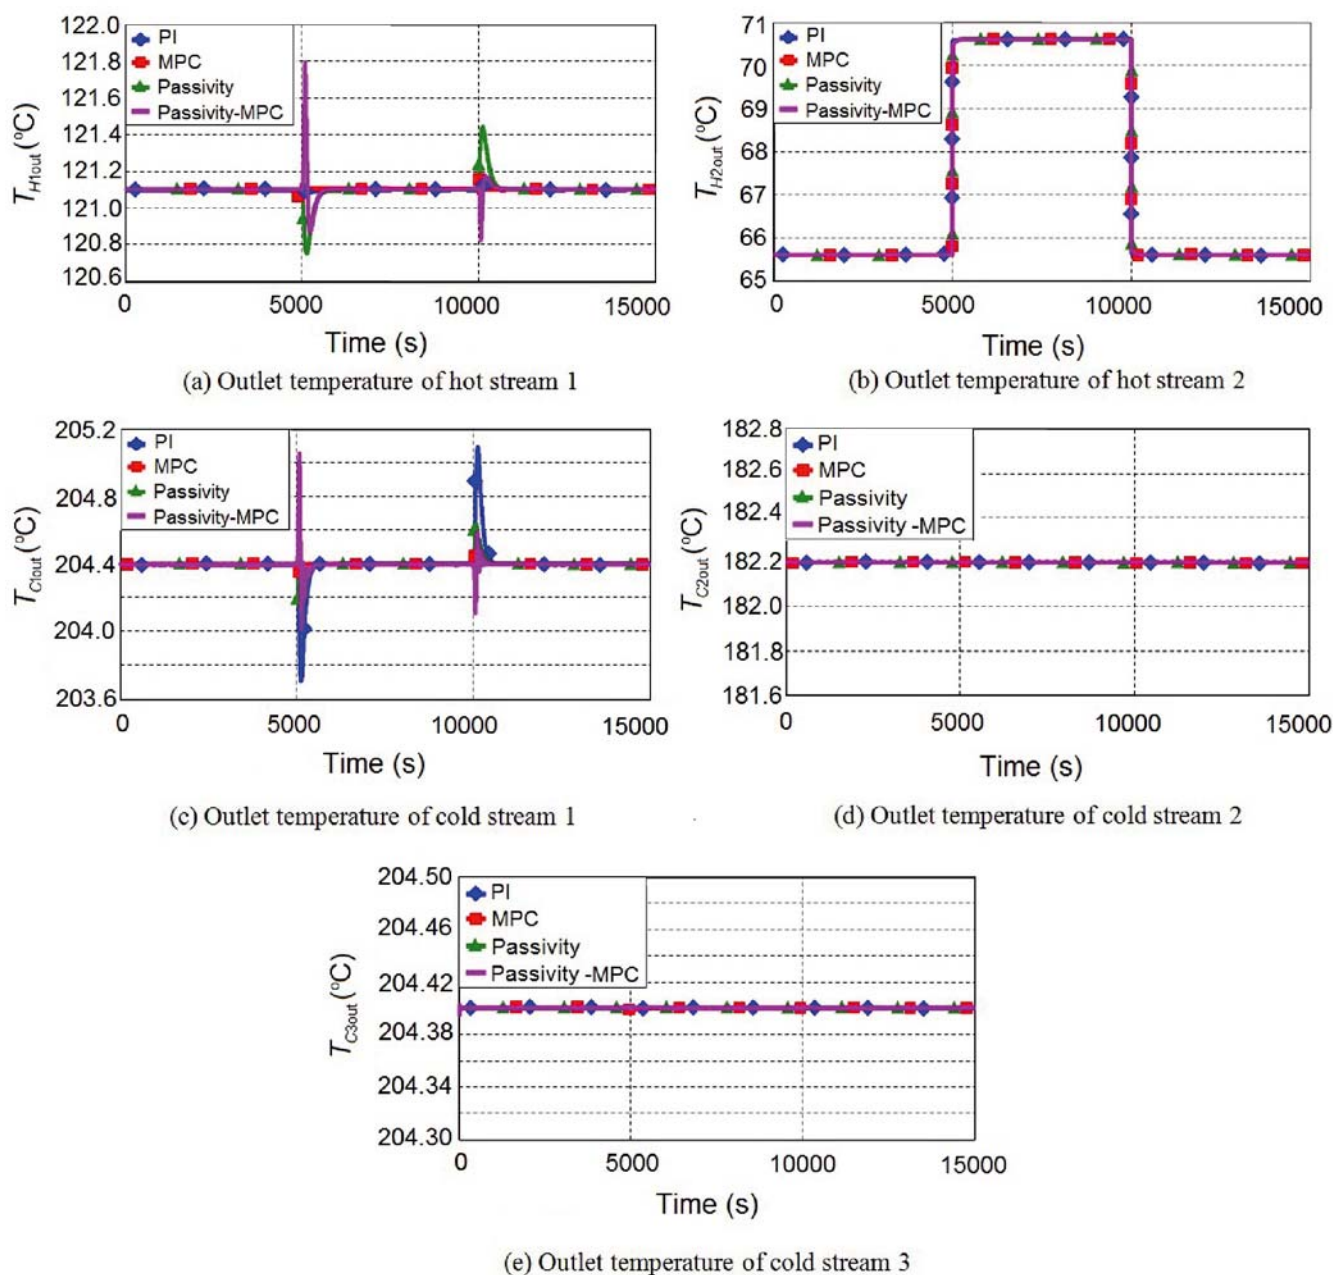 122.0
121.8
121.6
121.4
121.2
121.0
120.8
120.6
T_H1out (°C)
PI
MPC
Passivity
Passivity-MPC
0 5000 10000 15000
Time (s)
(a) Outlet temperature of hot stream 1
71
70
69
68
67
66
65
T_H2out (°C)
PI
MPC
Passivity
Passivity-MPC
0 5000 10000 15000
Time (s)
(b) Outlet temperature of hot stream 2
205.2
204.8
204.4
204.0
203.6
T_C1out (°C)
PI
MPC
Passivity
Passivity-MPC
0 5000 10000 15000
Time (s)
(c) Outlet temperature of cold stream 1
182.8
182.6
182.4
182.2
182.0
181.8
181.6
T_C2out (°C)
PI
MPC
Passivity
Passivity -MPC
0 5000 10000 15000
Time (s)
(d) Outlet temperature of cold stream 2
204.50
204.46
204.42
204.38
204.34
204.30
T_C3out (°C)
PI
MPC
Passivity
Passivity -MPC
0 5000 10000 15000
Time (s)
(e) Outlet temperature of cold stream 3